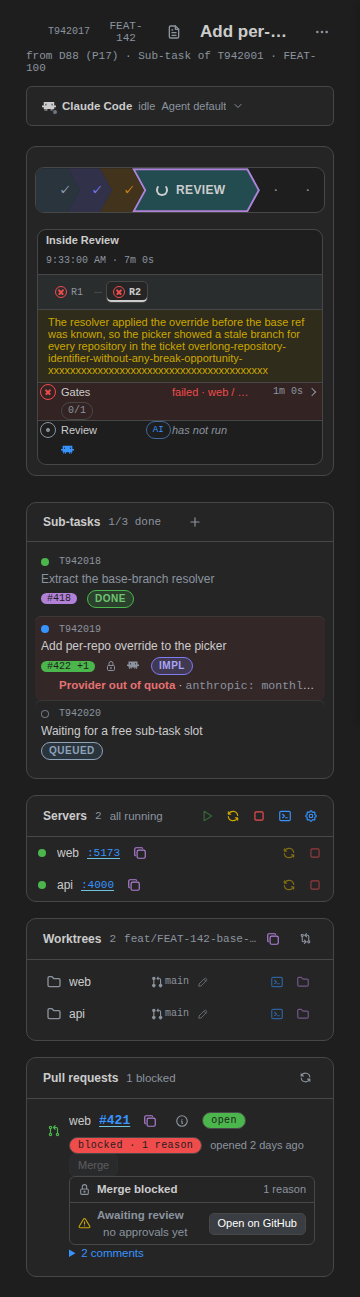 T942017 FEAT-142 Add per-…
from D88 (P17) · Sub-task of T942001 · FEAT-100
Claude Code idle Agent default
✓ ✓ ✓ REVIEW · ·
Inside Review
9:33:00 AM · 7m 0s
R1 — R2
The resolver applied the override before the base ref
was known, so the picker showed a stale branch for
every repository in the ticket overlong-repository-
identifier-without-any-break-opportunity-
xxxxxxxxxxxxxxxxxxxxxxxxxxxxxxxxxxxxxxxx
Gates failed · web / … 1m 0s
0/1
Review AI has not run
Sub-tasks 1/3 done
T942018
Extract the base-branch resolver
#418 DONE
T942019
Add per-repo override to the picker
#422 +1 IMPL
Provider out of quota · anthropic: monthl…
T942020
Waiting for a free sub-task slot
QUEUED
Servers 2 all running
web :5173
api :4000
Worktrees 2 feat/FEAT-142-base-…
web main
api main
Pull requests 1 blocked
web #421 open
blocked · 1 reason opened 2 days ago
Merge
Merge blocked 1 reason
Awaiting review
no approvals yet
Open on GitHub
2 comments